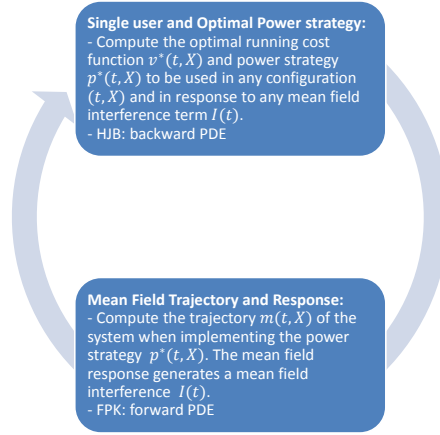 Single user and Optimal Power strategy:
- Compute the optimal running cost
function v*(t, X) and power strategy
p*(t, X) to be used in any configuration
(t, X) and in response to any mean field
interference term I(t).
- HJB: backward PDE
Mean Field Trajectory and Response:
- Compute the trajectory m(t, X) of the
system when implementing the power
strategy p*(t, X). The mean field
response generates a mean field
interference I(t).
- FPK: forward PDE